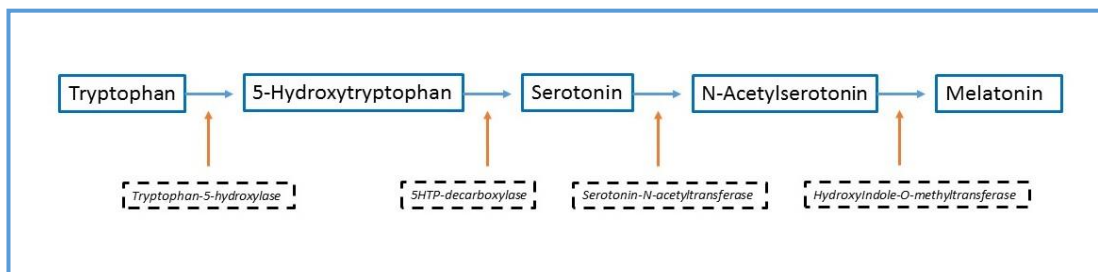 Tryptophan
5-Hydroxytryptophan
Serotonin
N-Acetylserotonin
Melatonin
Tryptophan-5-hydroxylase
5HTP-decarboxylase
Serotonin-N-acetyltransferase
HydroxyIndole-O-methyltransferase